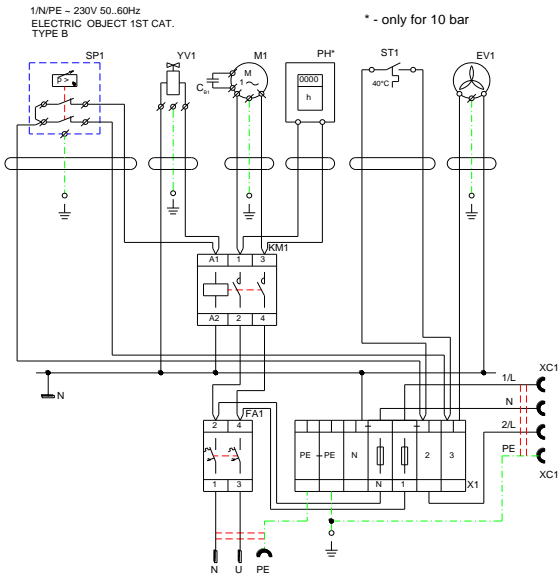 1/N/PE ~ 230V 50..60Hz
ELECTRIC OBJECT 1ST CAT.
TYPE B
* - only for 10 bar
SP1
YV1
M1
PH*
ST1
EV1
p >
M
1 ~
0000
h
40°C
KM1
A1 1 3
A2 2 4
N
XC1
1/L
N
2/L
PE
XC1
FA1
2 4
1 3
PE PE N N 1 2 3
X1
N U PE